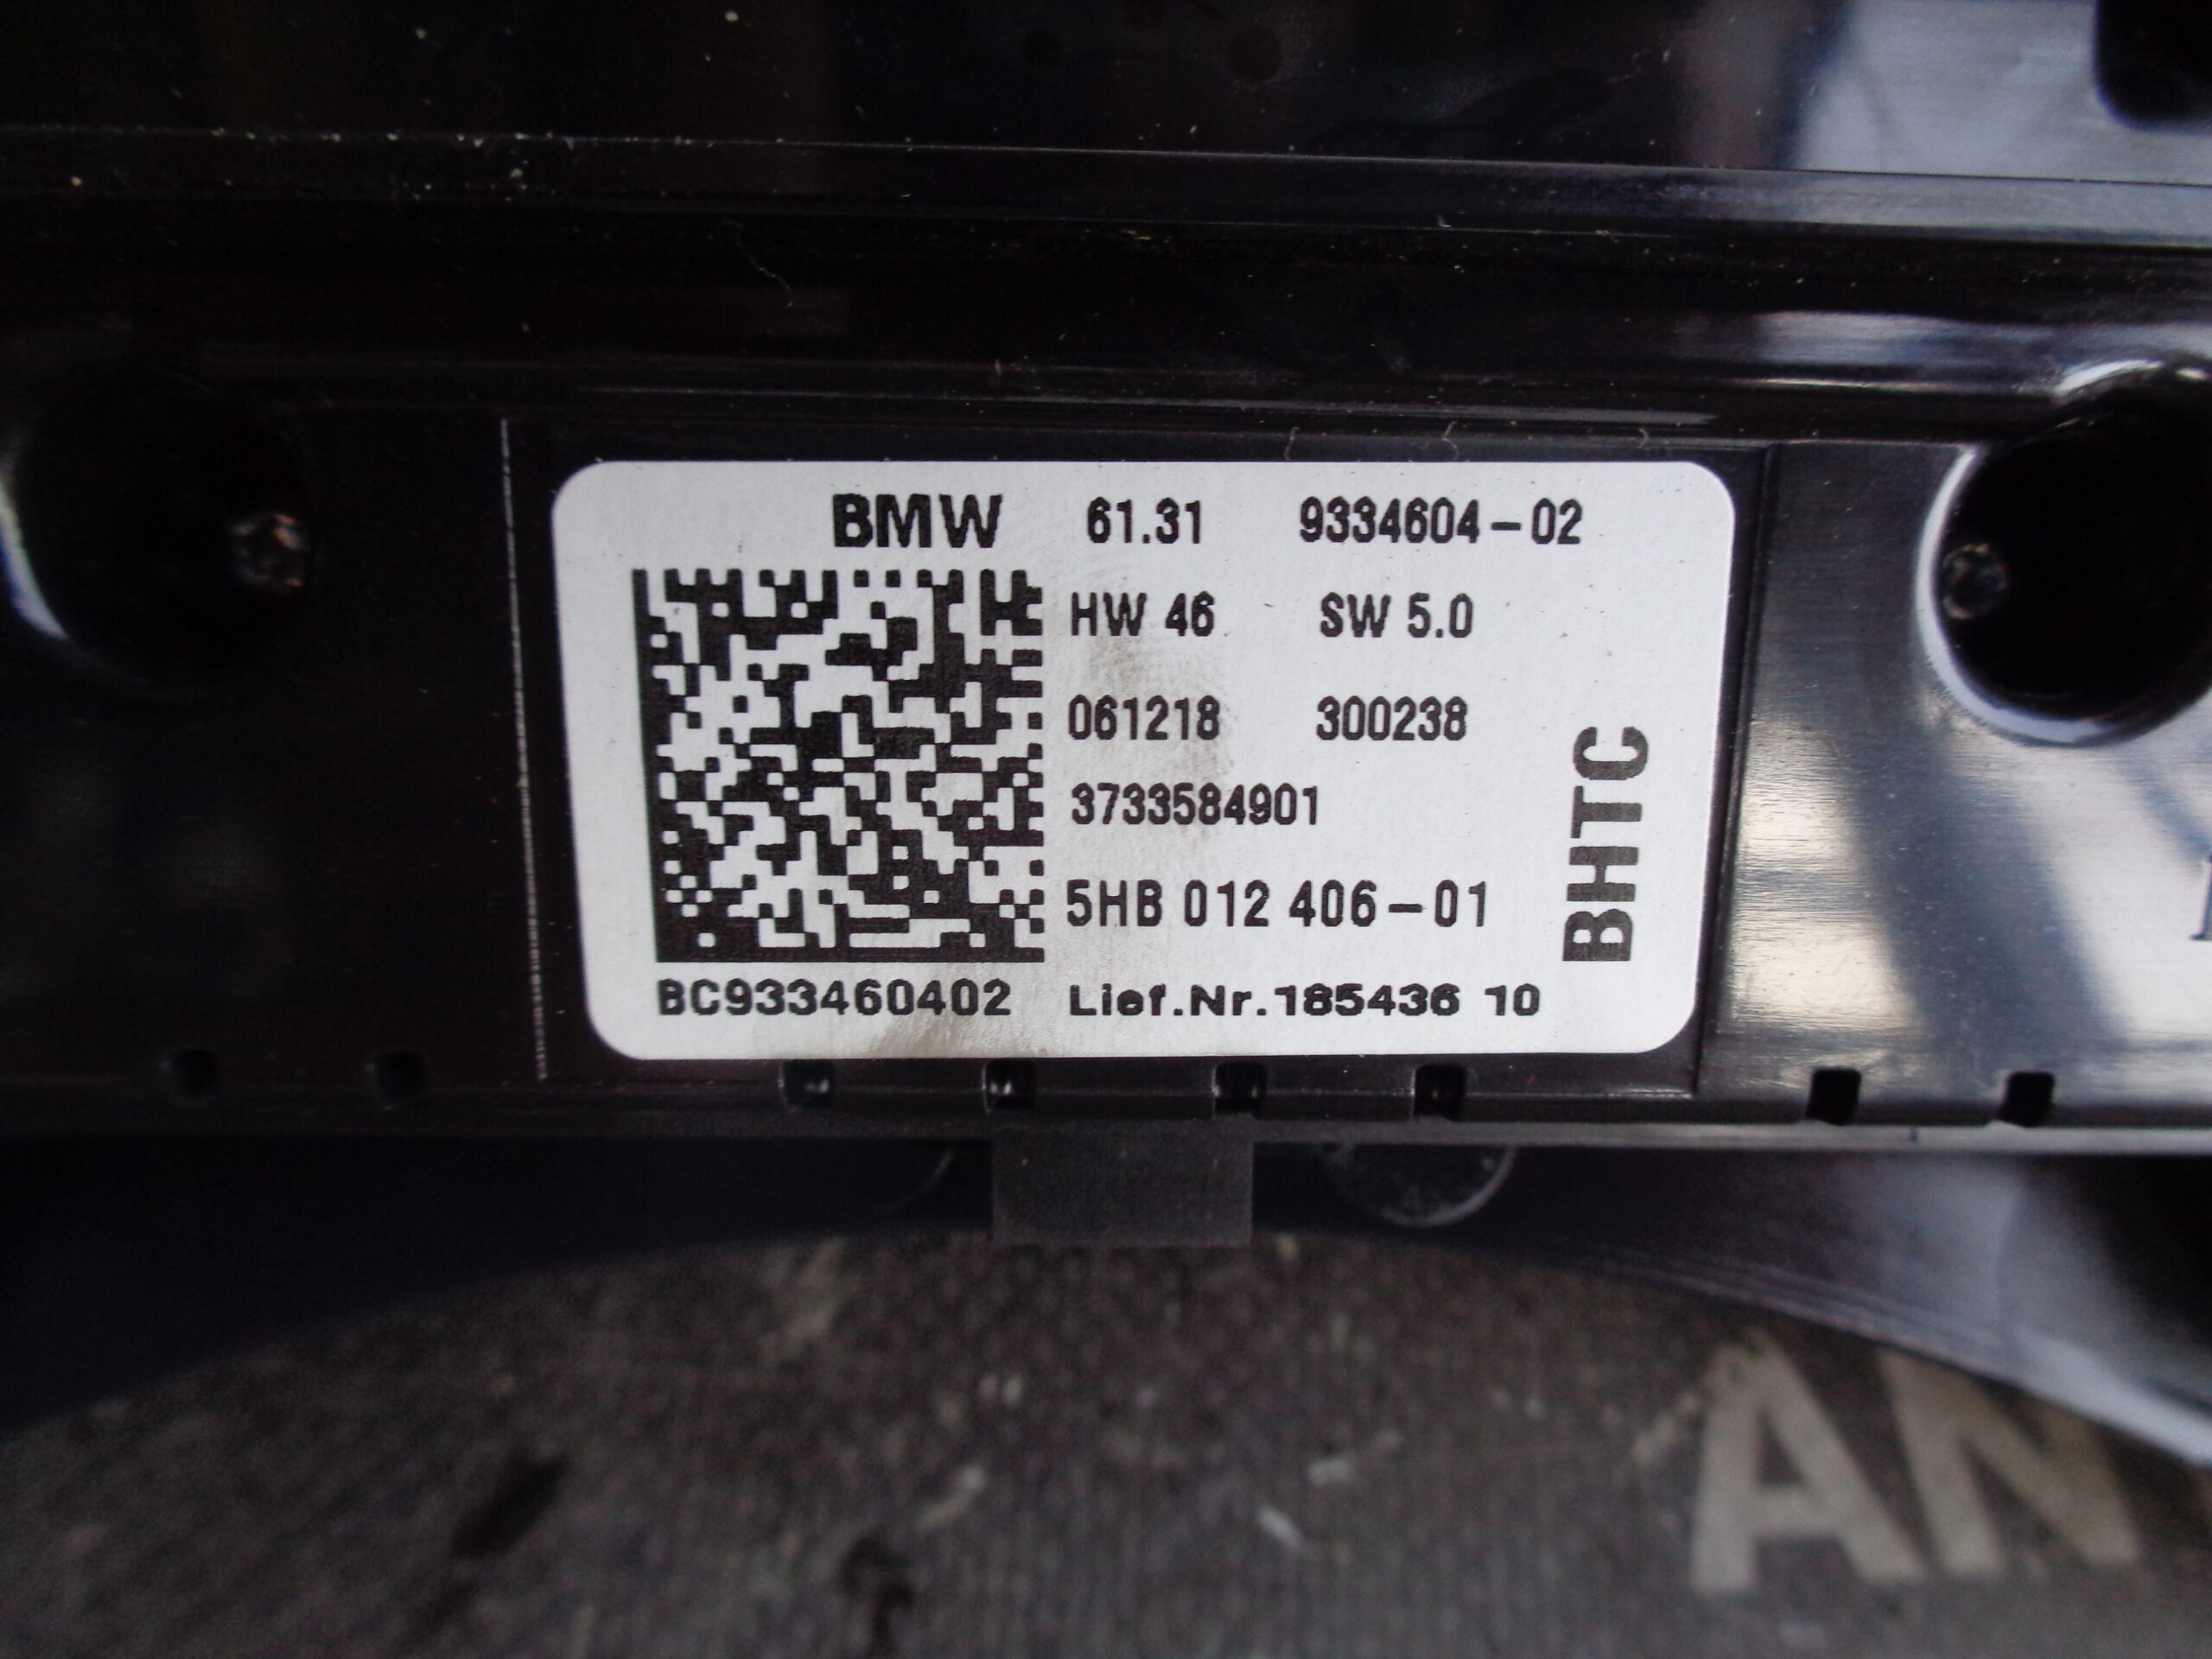 BMW 61.31 9334604-02
HW 46 SW 5.0
061218 300238
3733584901
5HB 012 406-01
BHTC
BC933460402 Lief.Nr.185436 10
AN